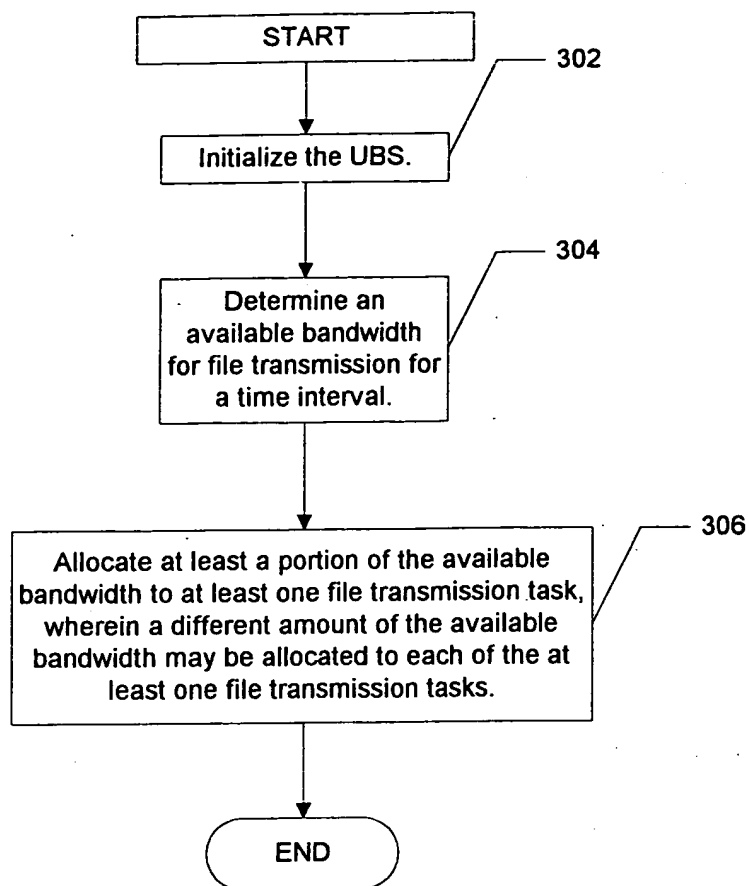 START
302
Initialize the UBS.
304
Determine an
available bandwidth
for file transmission for
a time interval.
306
Allocate at least a portion of the available
bandwidth to at least one file transmission task,
wherein a different amount of the available
bandwidth may be allocated to each of the at
least one file transmission tasks.
END